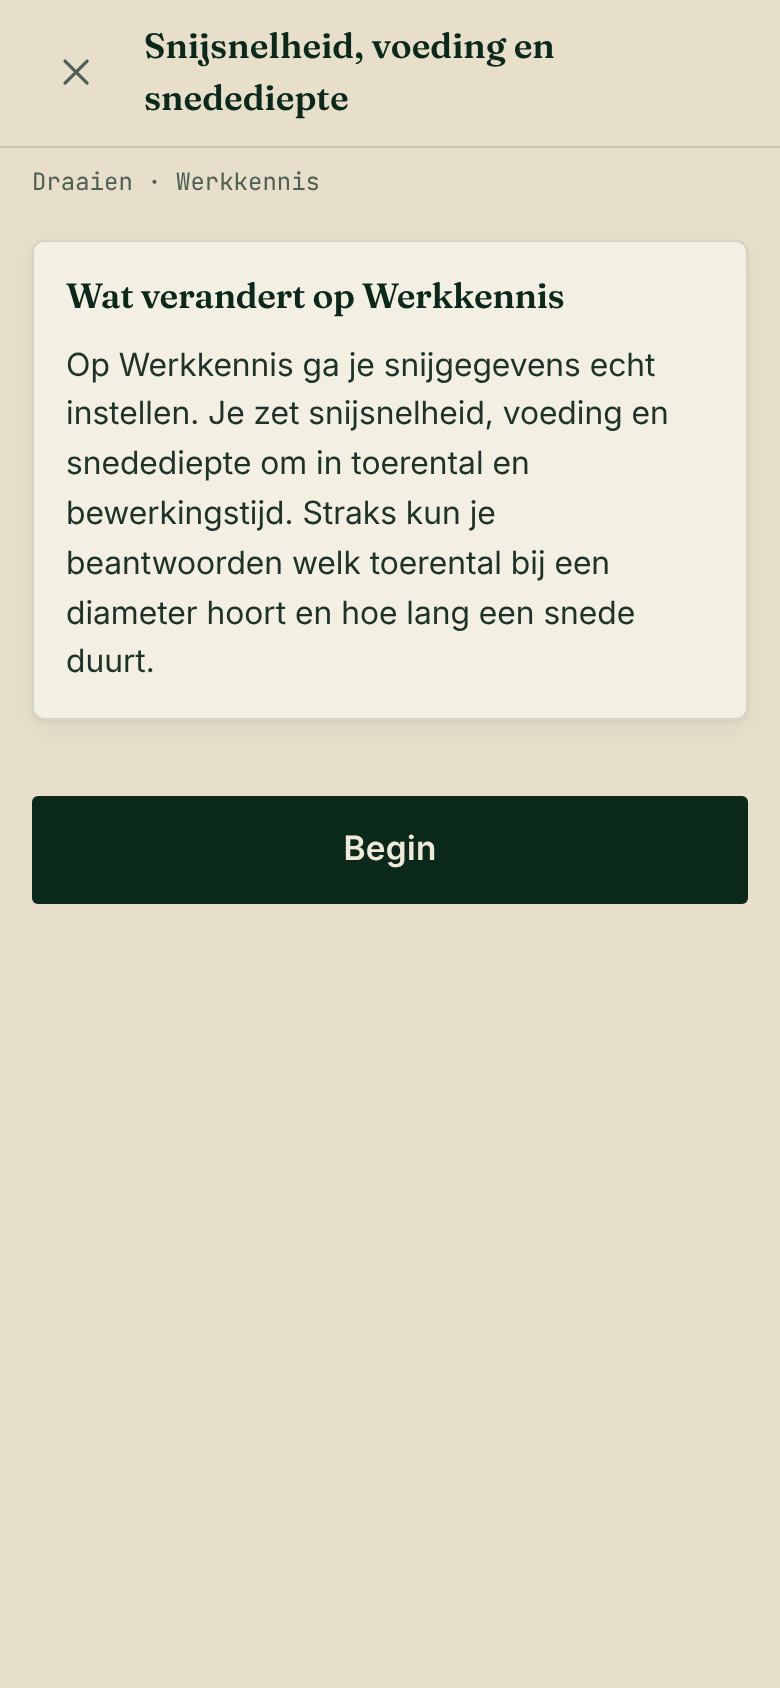 Snijsnelheid, voeding en
snedediepte
Draaien · Werkkennis
Wat verandert op Werkkennis
Op Werkkennis ga je snijgegevens echt
instellen. Je zet snijsnelheid, voeding en
snedediepte om in toerental en
bewerkingstijd. Straks kun je
beantwoorden welk toerental bij een
diameter hoort en hoe lang een snede
duurt.
Begin